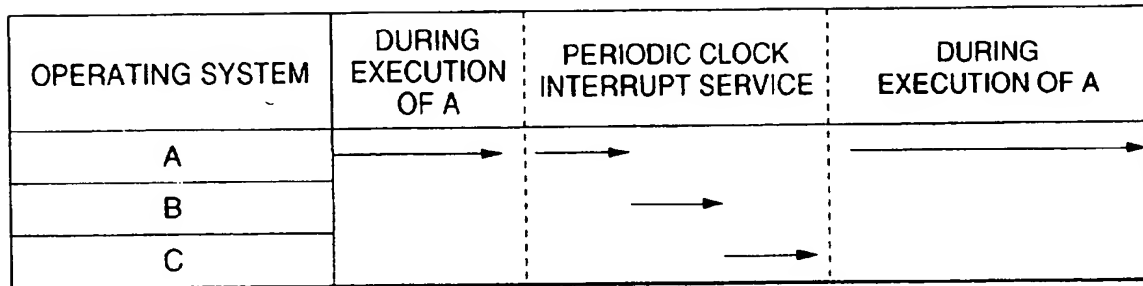 OPERATING SYSTEM
DURING
EXECUTION
OF A
PERIODIC CLOCK
INTERRUPT SERVICE
DURING
EXECUTION OF A
A
B
C